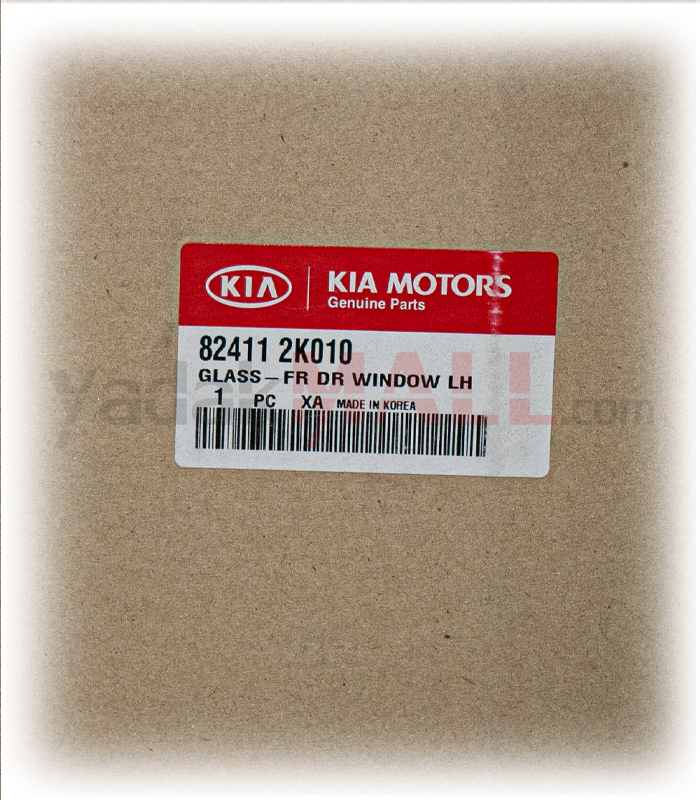 KIA
KIA MOTORS
Genuine Parts
82411 2K010
GLASS-FR DR WINDOW LH
1 PC XA MADE IN KOREA
yadakMALL.com